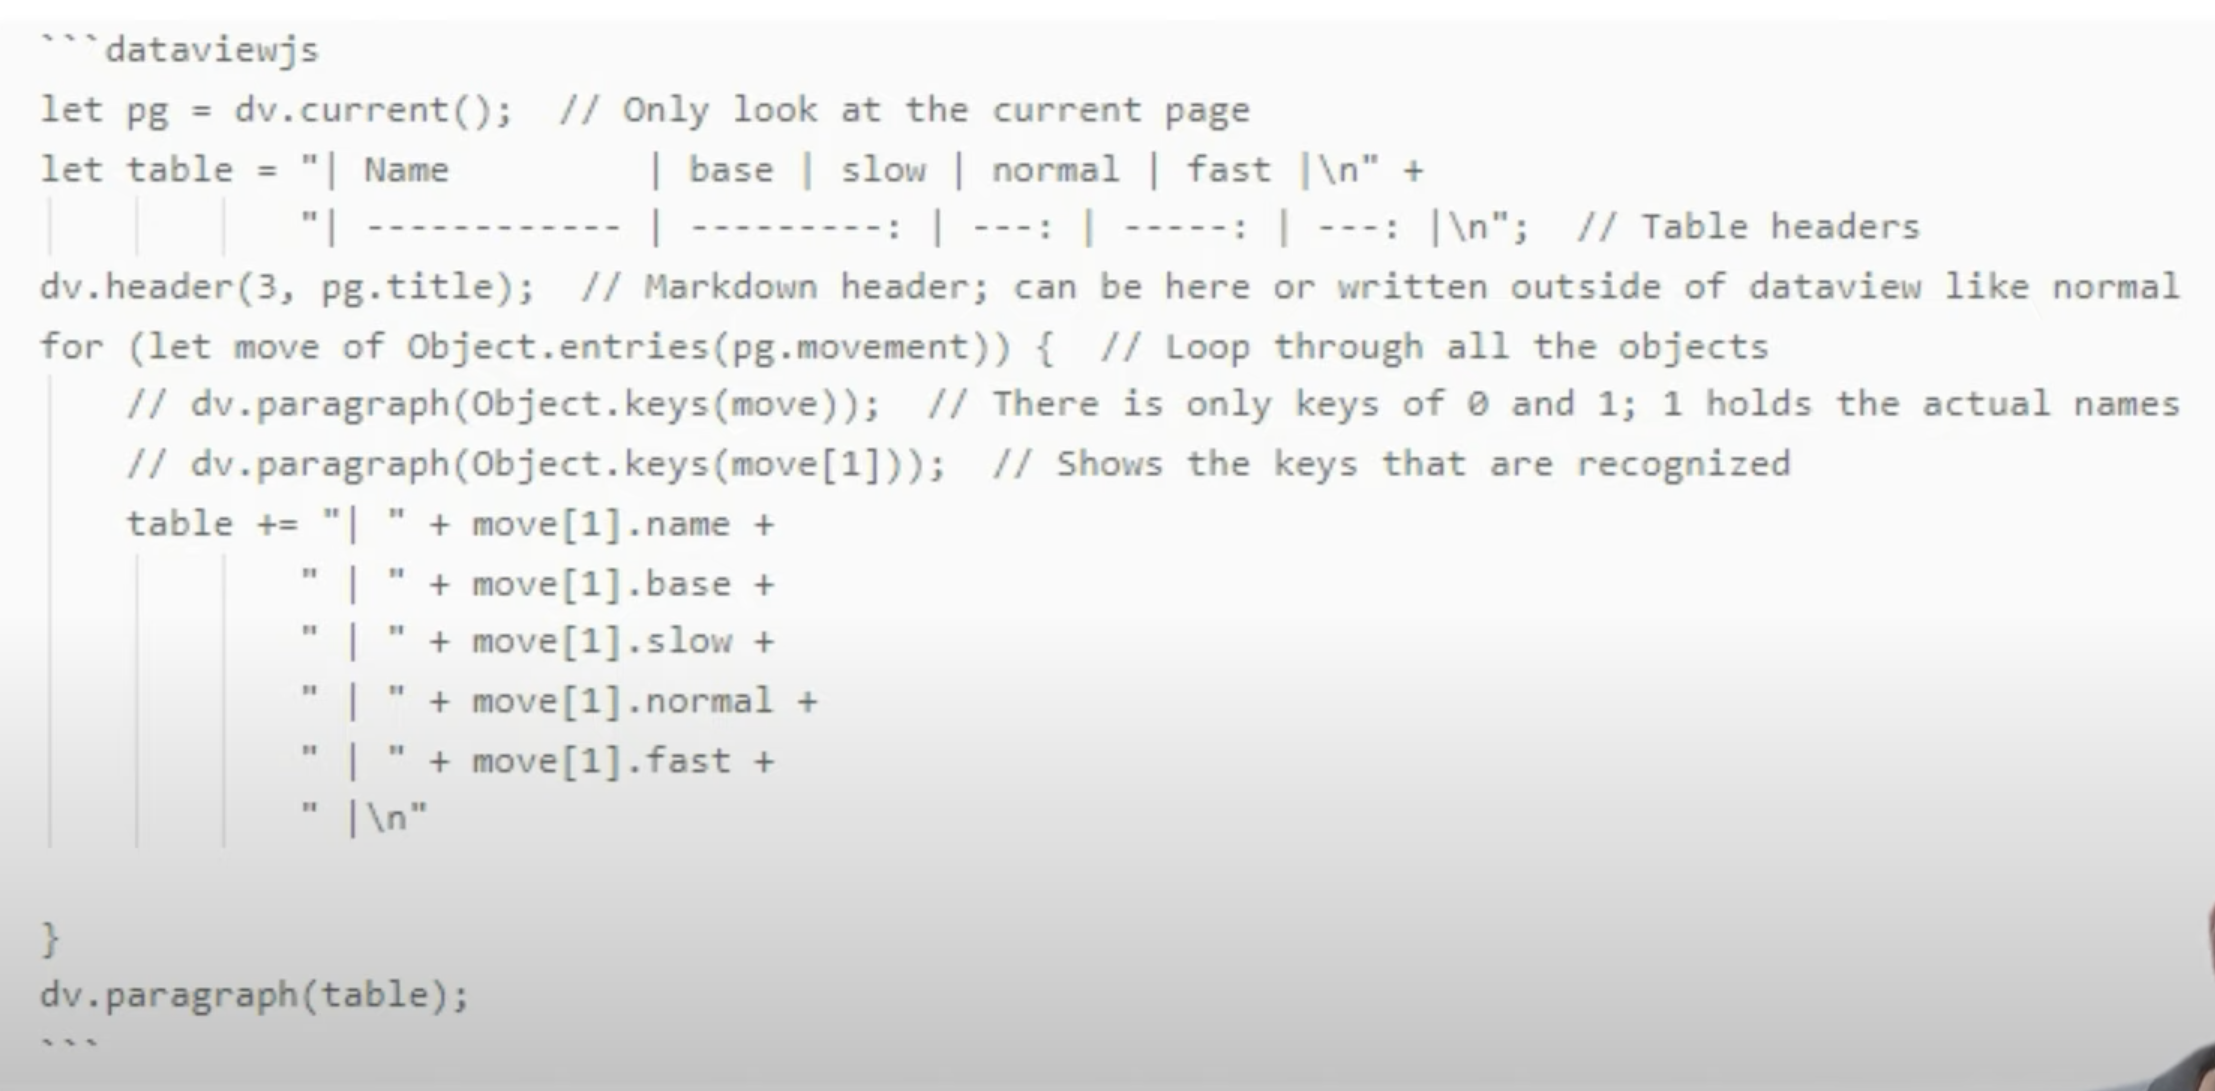 ```dataviewjs
let pg = dv.current();  // Only look at the current page
let table = "| Name         | base | slow | normal | fast |\n" +
            "| ------------ | ---------: | ---: | -----: | ---: |\n";  // Table headers
dv.header(3, pg.title);  // Markdown header; can be here or written outside of dataview like normal
for (let move of Object.entries(pg.movement)) {  // Loop through all the objects
    // dv.paragraph(Object.keys(move));  // There is only keys of 0 and 1; 1 holds the actual names
    // dv.paragraph(Object.keys(move[1]));  // Shows the keys that are recognized
    table += "| " + move[1].name +
            " | " + move[1].base +
            " | " + move[1].slow +
            " | " + move[1].normal +
            " | " + move[1].fast +
            " |\n"

}
dv.paragraph(table);
```